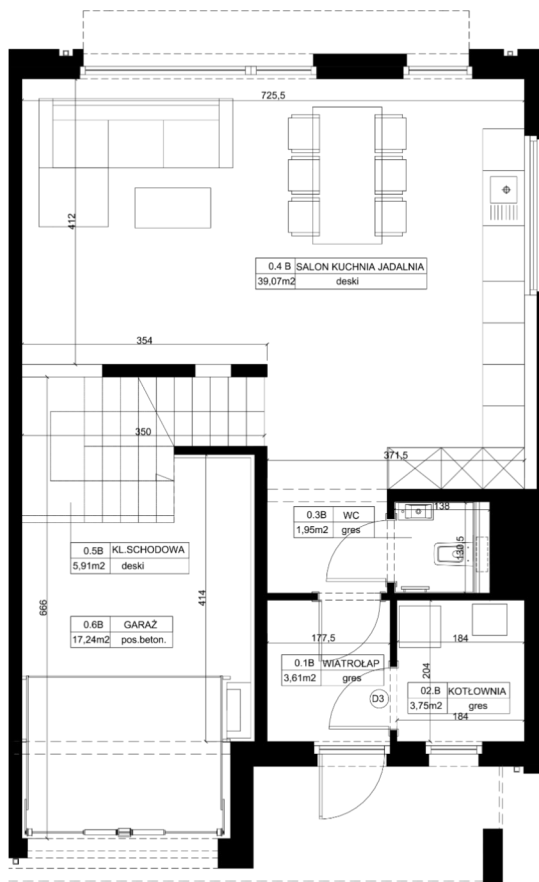 725,5
412
0.4 B SALON KUCHNIA JADALNIA
39,07m2 deski
354
350
371,5
0.3B WC
1,95m2 gres
138
130,5
0.5B KL.SCHODOWA
5,91m2 deski
666
414
0.6B GARAŻ
17,24m2 pos.beton.
177,5
184
0.1B WIATROŁAP
3,61m2 gres
204
D3
02.B KOTŁOWNIA
3,75m2 gres
184